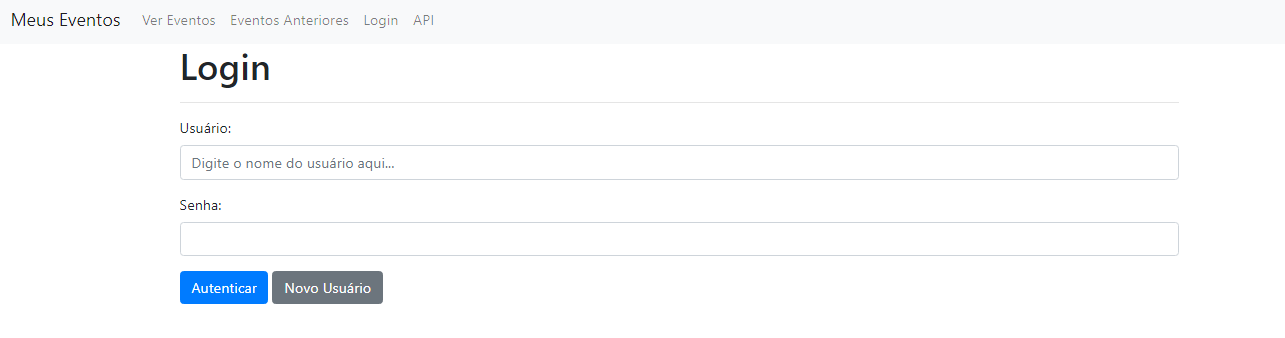 Meus Eventos Ver Eventos Eventos Anteriores Login API
Login
Usuário:
Digite o nome do usuário aqui...
Senha:
Autenticar Novo Usuário